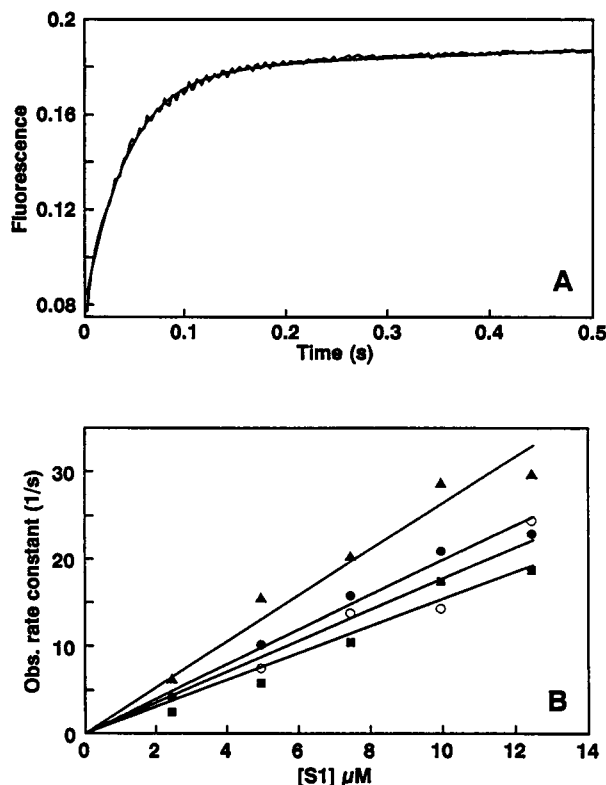 0.2
0.16
0.12
0.08
Fluorescence
A
0 0.1 0.2 0.3 0.4 0.5
Time (s)
30
20
10
0
Obs. rate constant (1/s)
B
0 2 4 6 8 10 12 14
[S1] µM